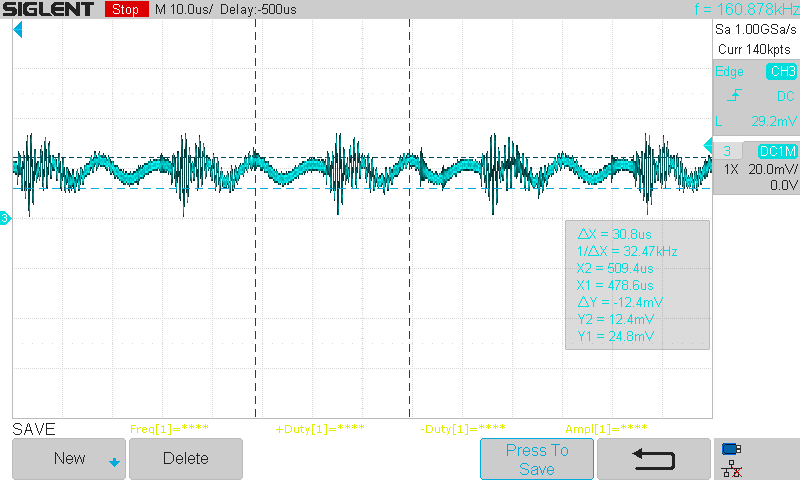 SIGLENT Stop M 10.0us/ Delay:-500us f = 160.878kHz
Sa 1.00GSa/s
Curr 140kpts
Edge CH3
DC
L 29.2mV
3 DC1M
1X 20.0mV/
0.0V
3
ΔX = 30.8us
1/ΔX = 32.47kHz
X2 = 509.4us
X1 = 478.6us
ΔY = -12.4mV
Y2 = 12.4mV
Y1 = 24.8mV
SAVE Freq[1]=**** +Duty[1]=**** -Duty[1]=**** Ampl[1]=****
New Delete Press To
Save